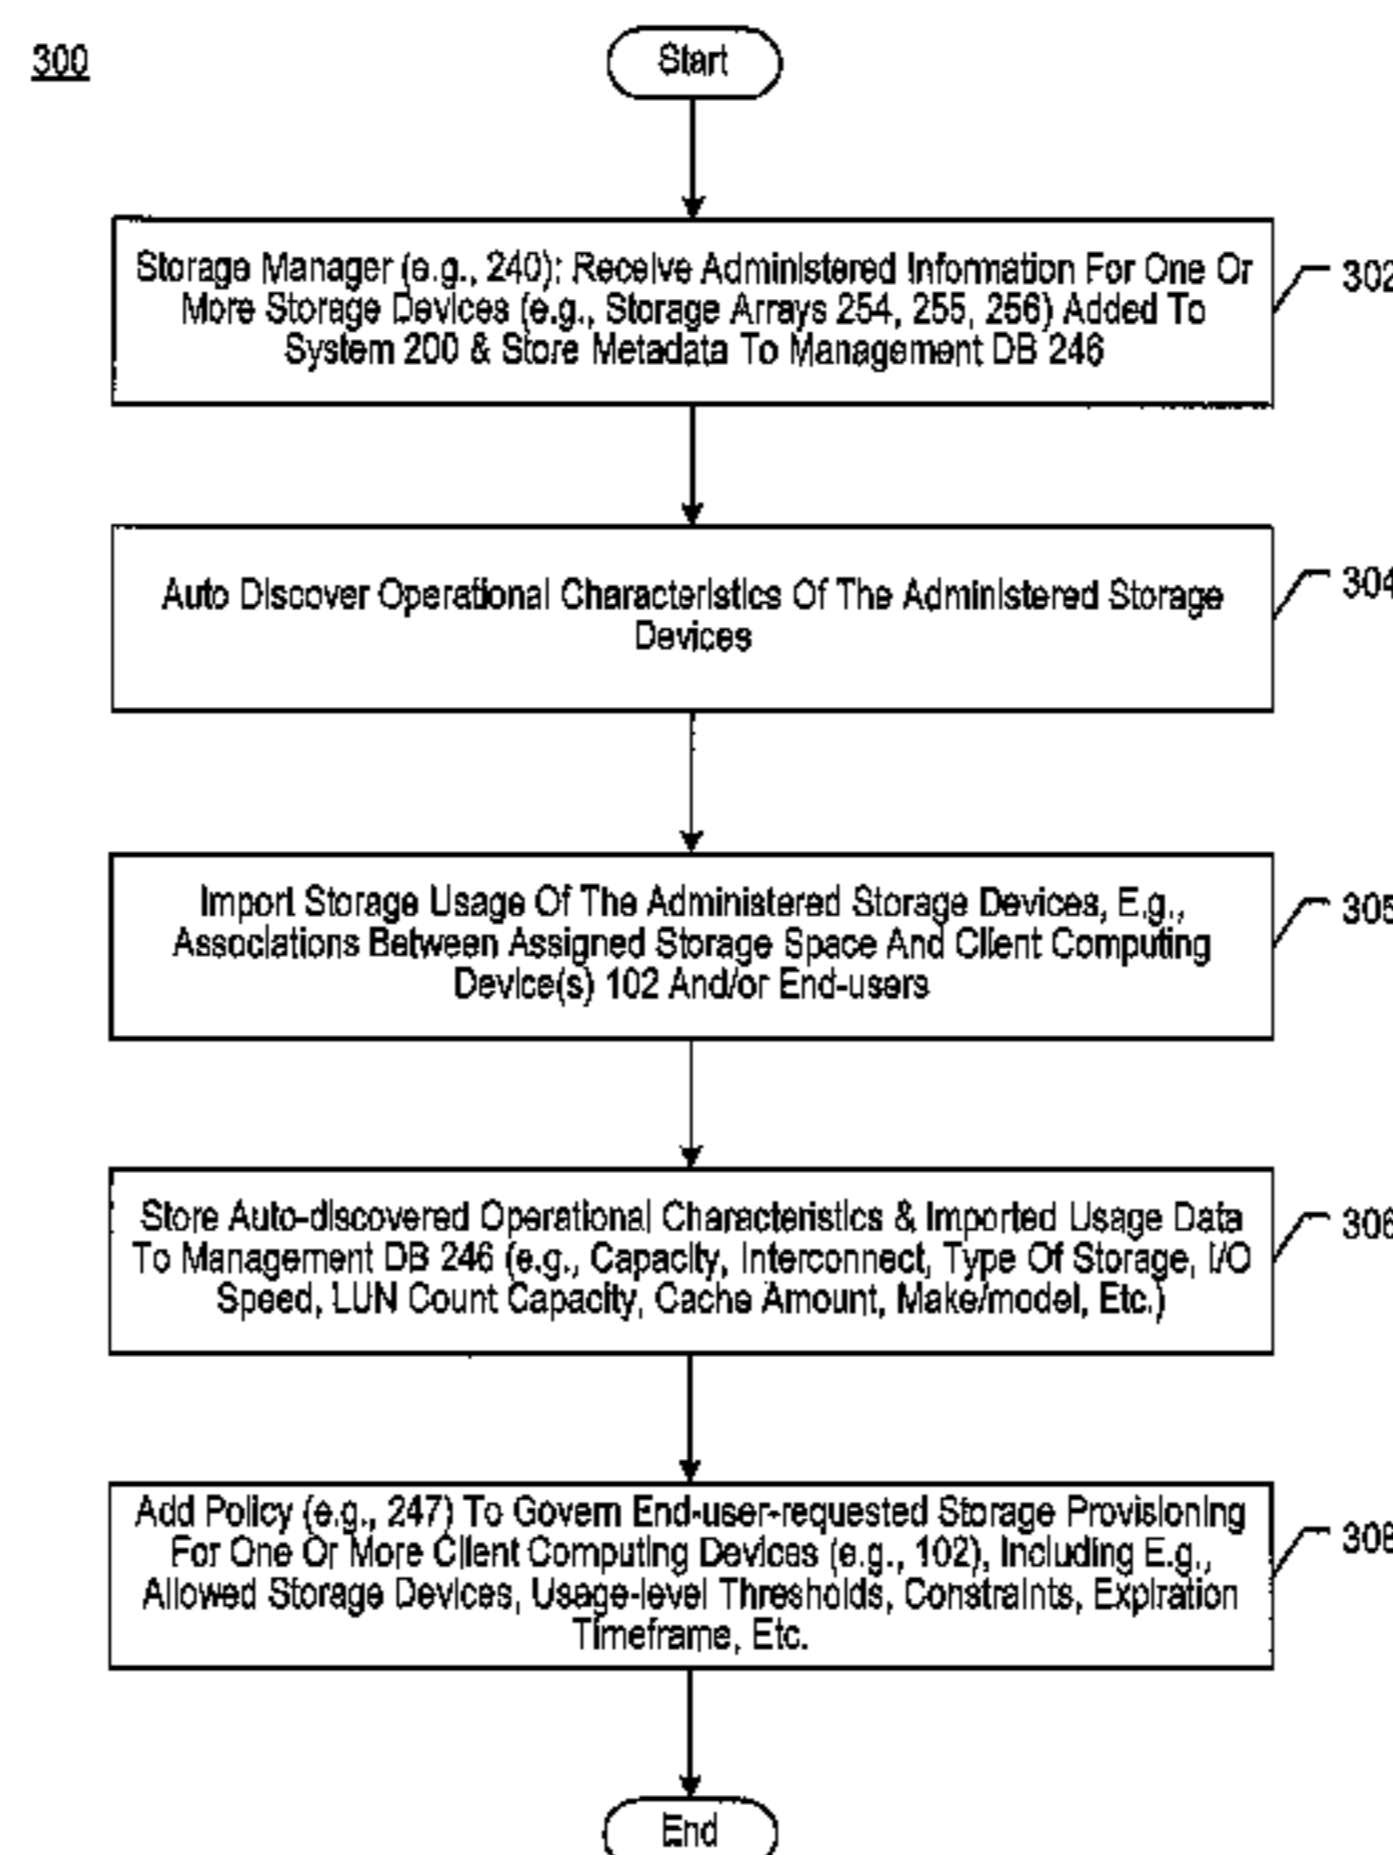 300
Start
Storage Manager (e.g., 240): Receive Administered Information For One Or
More Storage Devices (e.g., Storage Arrays 254, 255, 256) Added To
System 200 & Store Metadata To Management DB 246
302
Auto Discover Operational Characteristics Of The Administered Storage
Devices
304
Import Storage Usage Of The Administered Storage Devices, E.g.,
Associations Between Assigned Storage Space And Client Computing
Device(s) 102 And/or End-users
305
Store Auto-discovered Operational Characteristics & Imported Usage Data
To Management DB 246 (e.g., Capacity, Interconnect, Type Of Storage, I/O
Speed, LUN Count Capacity, Cache Amount, Make/model, Etc.)
306
Add Policy (e.g., 247) To Govern End-user-requested Storage Provisioning
For One Or More Client Computing Devices (e.g., 102), Including E.g.,
Allowed Storage Devices, Usage-level Thresholds, Constraints, Expiration
Timeframe, Etc.
308
End